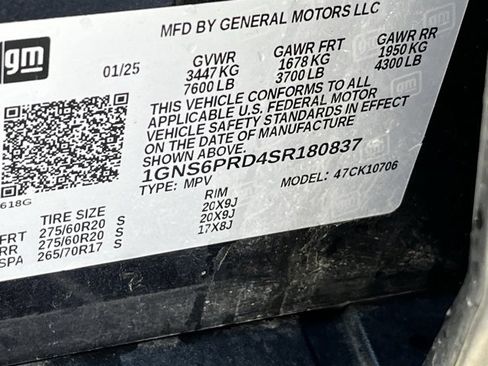 MFD BY GENERAL MOTORS LLC
gm
01/25
GVWR GAWR FRT GAWR RR
3447 KG 1678 KG 1950 KG
7600 LB 3700 LB 4300 LB
THIS VEHICLE CONFORMS TO ALL
APPLICABLE U.S. FEDERAL MOTOR
VEHICLE SAFETY STANDARDS IN EFFECT
ON THE DATE OF MANUFACTURE
SHOWN ABOVE.
1GNS6PRD4SR180837
TYPE: MPV MODEL: 47CK10706
618G
TIRE SIZE RIM
FRT 275/60R20 S 20X9J
RR 275/60R20 S 20X9J
SPA 265/70R17 S 17X8J